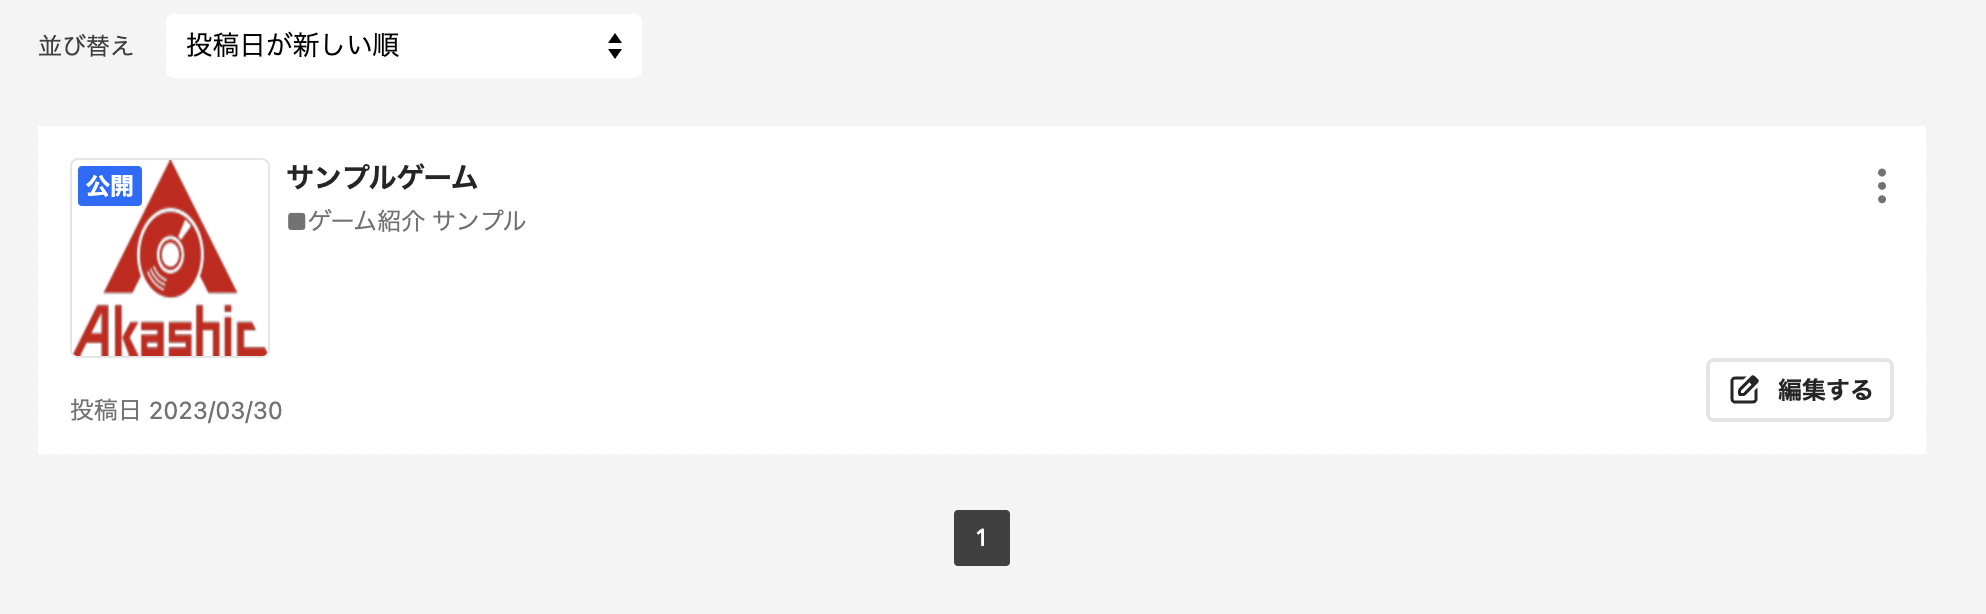 並び替え
投稿日が新しい順
公開
サンプルゲーム
■ゲーム紹介 サンプル
Akashic
投稿日 2023/03/30
編集する
1